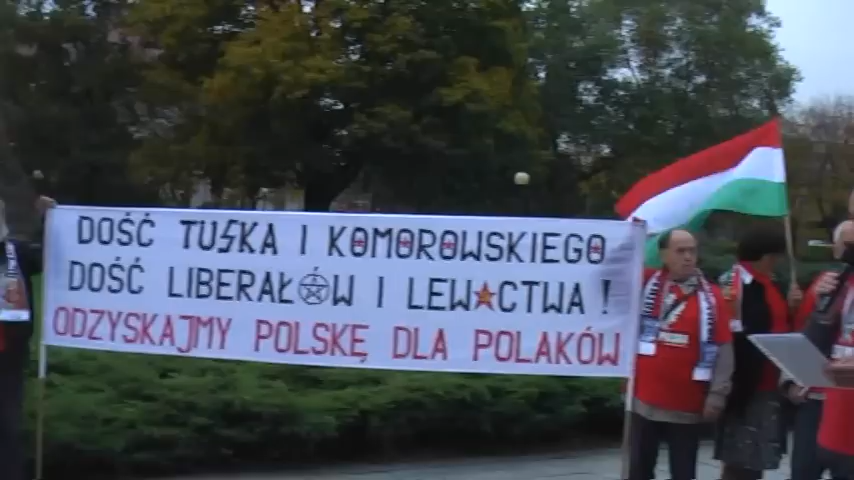 DOŚĆ TUSKA I KOMOROWSKIEGO
DOŚĆ LIBERAŁÓW I LEWACTWA!
ODZYSKAJMY POLSKĘ DLA POLAKÓW